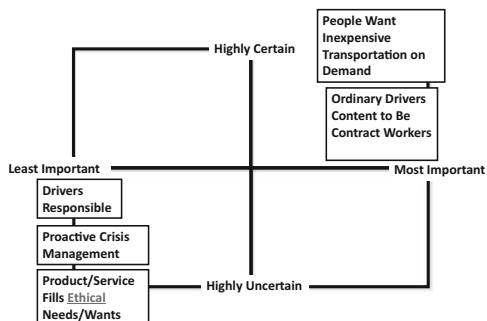 People Want
Inexpensive
Transportation on
Demand
Highly Certain
Ordinary Drivers
Content to Be
Contract Workers
Least Important
Most Important
Drivers
Responsible
Proactive Crisis
Management
Product/Service
Fills Ethical
Needs/Wants
Highly Uncertain